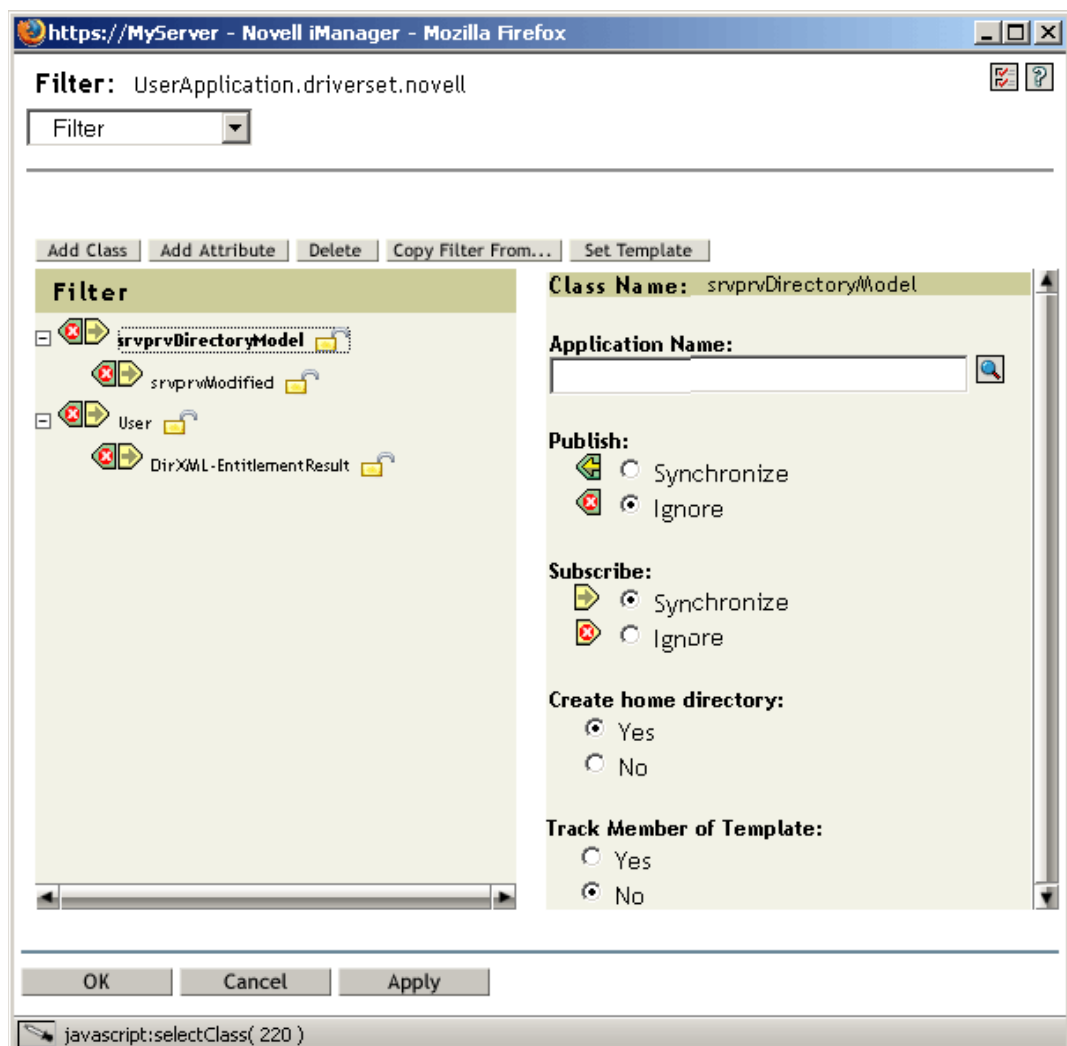 https://MyServer - Novell iManager - Mozilla Firefox
Filter: UserApplication.driverset.novell
Filter
Add Class Add Attribute Delete Copy Filter From... Set Template
Filter
srvprvDirectoryModel
srvprvModified
User
DirXML-EntitlementResult
Class Name: srvprvDirectoryModel
Application Name:
Publish:
Synchronize
Ignore
Subscribe:
Synchronize
Ignore
Create home directory:
Yes
No
Track Member of Template:
Yes
No
OK Cancel Apply
javascript:selectClass( 220 )